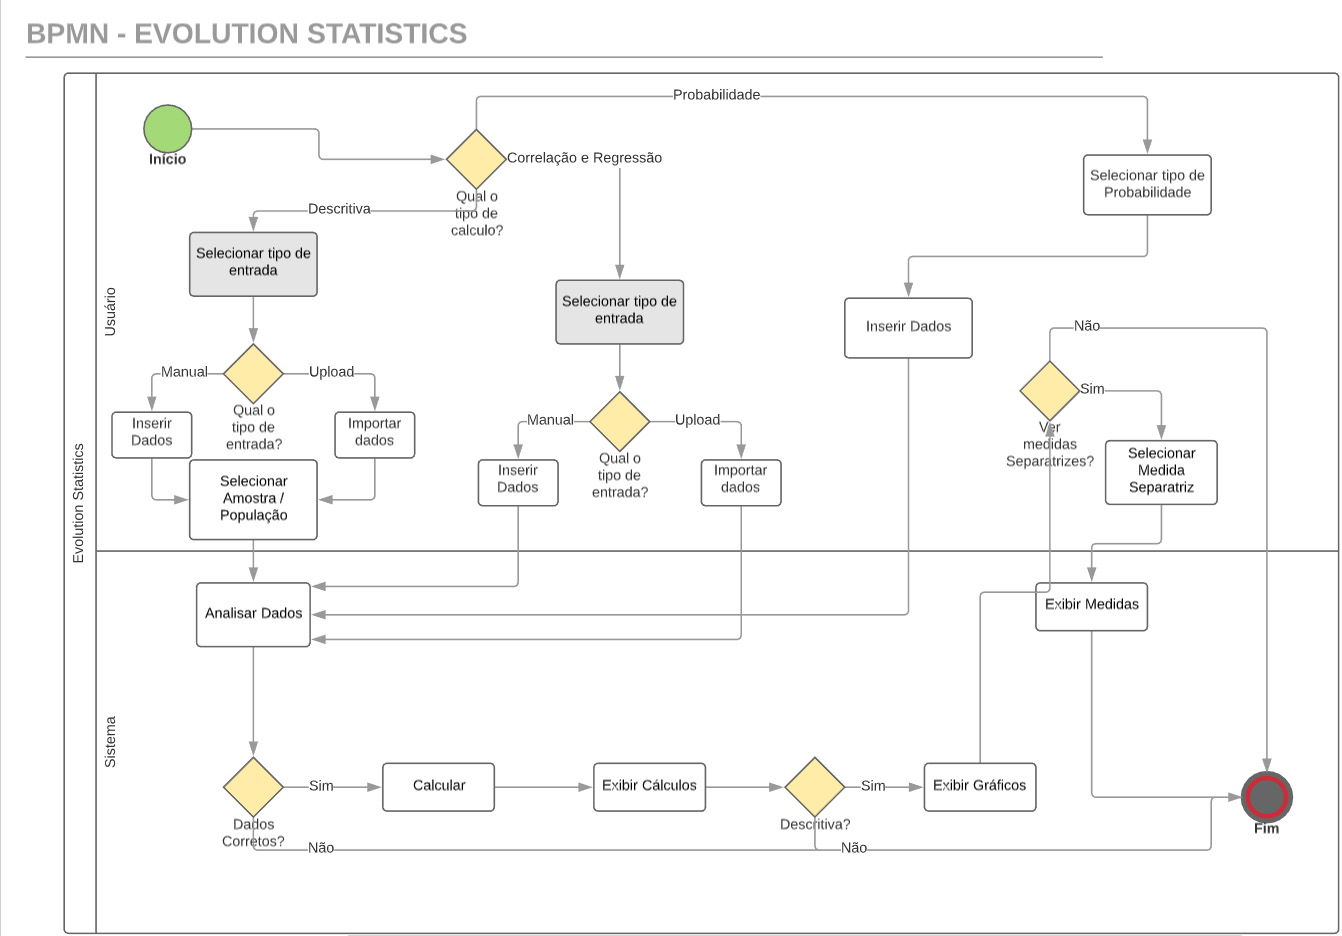 BPMN - EVOLUTION STATISTICS
Evolution Statistics
Usuário
Sistema
Início
Probabilidade
Correlação e Regressão
Qual o
tipo de
calculo?
Descritiva
Selecionar tipo de
Probabilidade
Selecionar tipo de
entrada
Selecionar tipo de
entrada
Inserir Dados
Não
Manual
Upload
Qual o
tipo de
entrada?
Inserir
Dados
Importar
dados
Sim
Ver
medidas
Separatrizes?
Manual
Upload
Qual o
tipo de
entrada?
Inserir
Dados
Importar
dados
Selecionar
Medida
Separatriz
Selecionar
Amostra /
População
Analisar Dados
Exibir Medidas
Sim
Calcular
Exibir Cálculos
Sim
Exibir Gráficos
Dados
Corretos?
Descritiva?
Fim
Não
Não